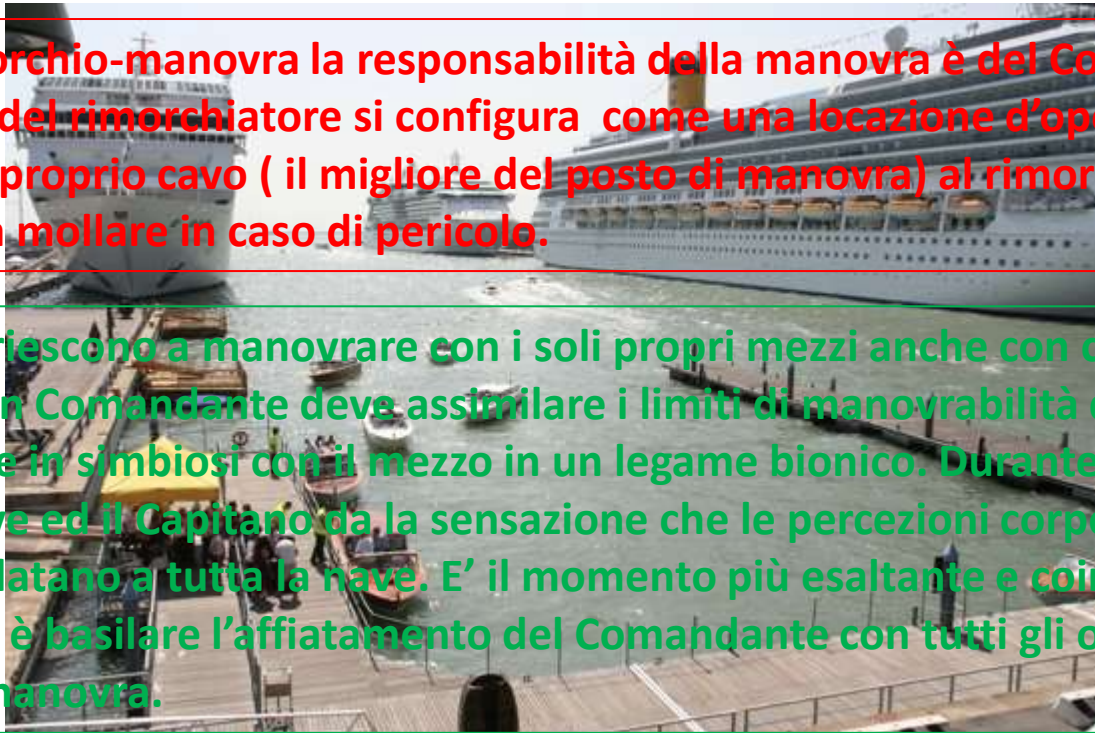 orchio-manovra la responsabilità della manovra è del Co
del rimorchiatore si configura come una locazione d’ope
proprio cavo ( il migliore del posto di manovra) al rimor
mollare in caso di pericolo.
riescono a manovrare con i soli propri mezzi anche con
n Comandante deve assimilare i limiti di manovrabilità
e in simbiosi con il mezzo in un legame bionico. Durante
ve ed il Capitano da la sensazione che le percezioni corp
latano a tutta la nave. E’ il momento più esaltante e coin
è basilare l’affiatamento del Comandante con tutti gli o
manovra.